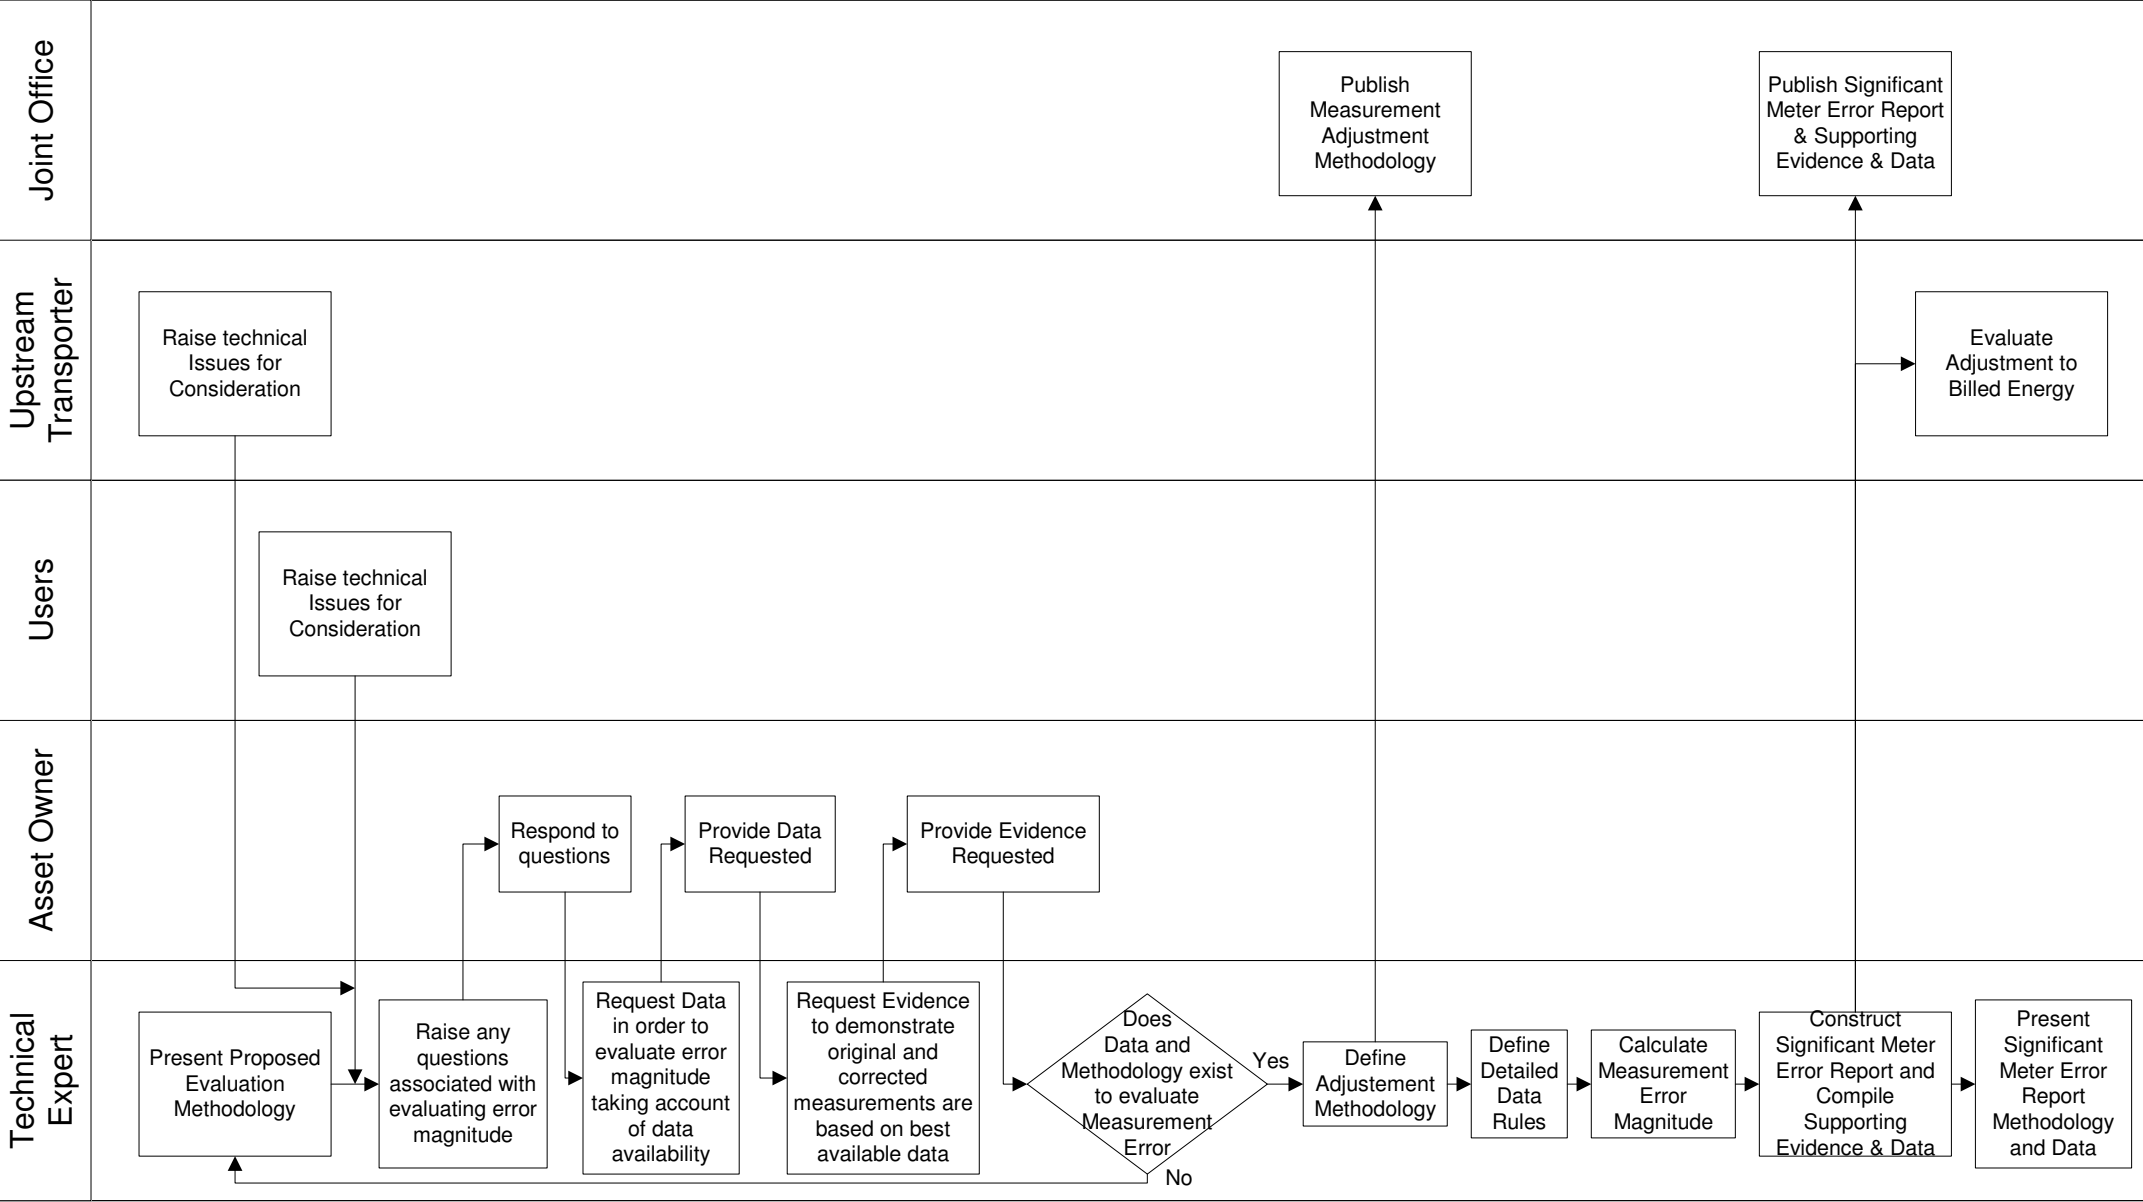 Joint Office
Publish
Measurement
Adjustment
Methodology
Publish Significant
Meter Error Report
& Supporting
Evidence & Data
Upstream
Transporter
Raise technical
Issues for
Consideration
Evaluate
Adjustment to
Billed Energy
Users
Raise technical
Issues for
Consideration
Asset Owner
Respond to
questions
Provide Data
Requested
Provide Evidence
Requested
Technical
Expert
Present Proposed
Evaluation
Methodology
Raise any
questions
associated with
evaluating error
magnitude
Request Data
in order to
evaluate error
magnitude
taking account
of data
availability
Request Evidence
to demonstrate
original and
corrected
measurements are
based on best
available data
Does
Data and
Methodology exist
to evaluate
Measurement
Error
Yes
No
Define
Adjustement
Methodology
Define
Detailed
Data
Rules
Calculate
Measurement
Error
Magnitude
Construct
Significant Meter
Error Report and
Compile
Supporting
Evidence & Data
Present
Significant
Meter Error
Report
Methodology
and Data